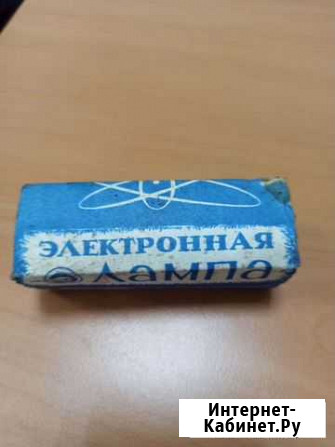 ЭЛЕКТРОННАЯ
лампа
Интернет-
Кабинет.Ру